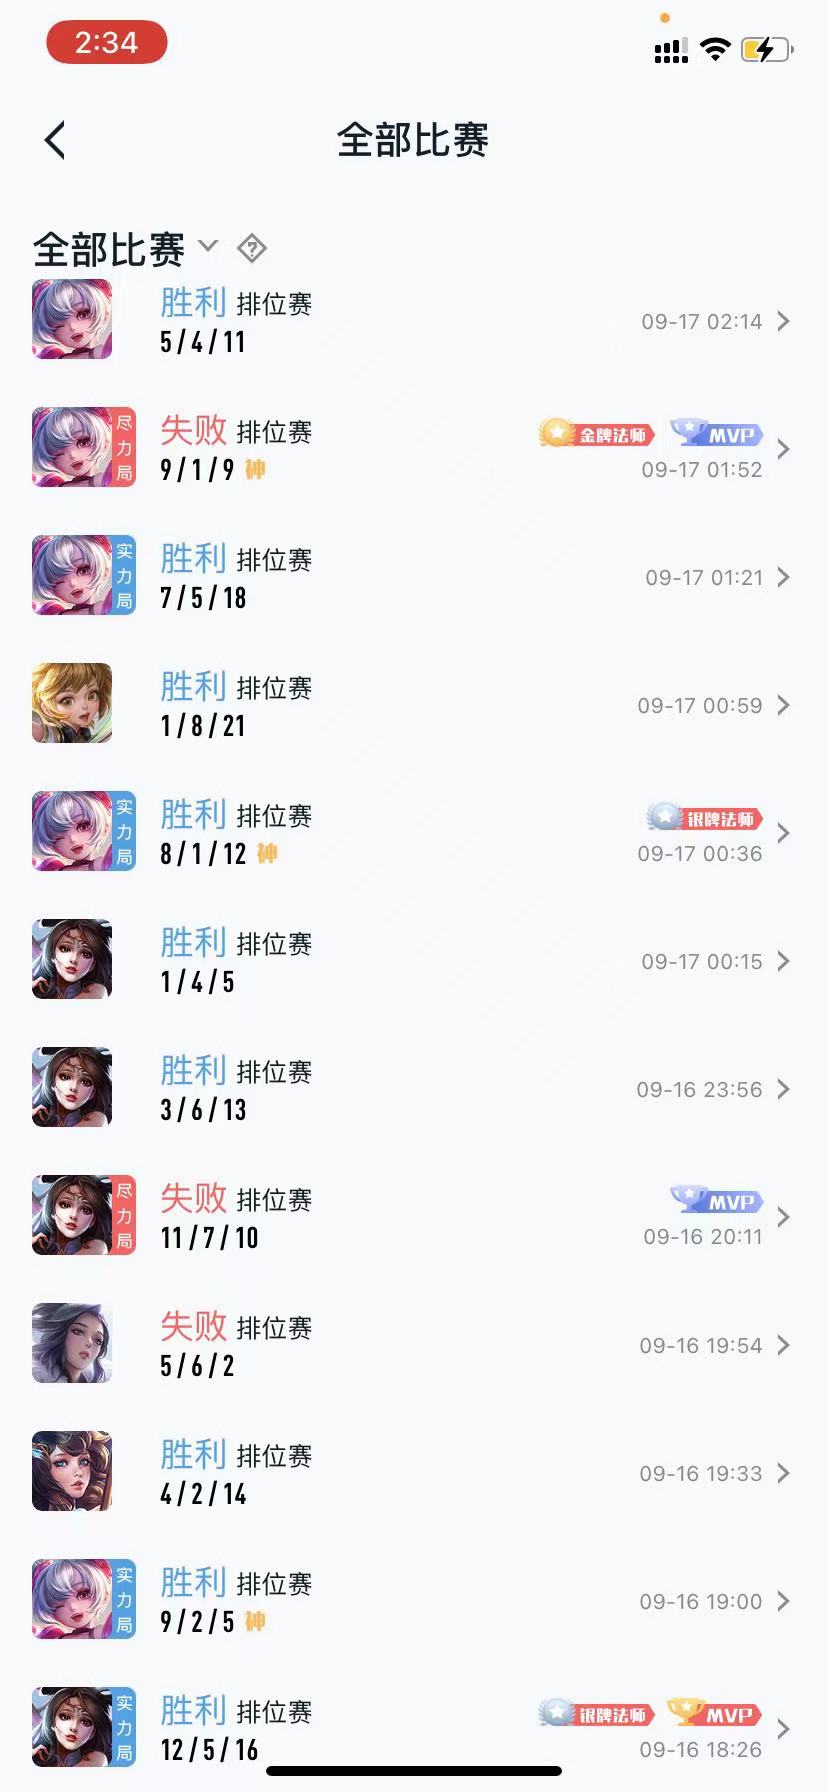 2:34
全部比赛
全部比赛
胜利 排位赛
5/4/11
09-17 02:14
尽力局
失败 排位赛
金牌法师 MVP
9/1/9 神
09-17 01:52
实力局
胜利 排位赛
7/5/18
09-17 01:21
胜利 排位赛
1/8/21
09-17 00:59
实力局
胜利 排位赛
银牌法师
8/1/12 神
09-17 00:36
胜利 排位赛
1/4/5
09-17 00:15
胜利 排位赛
3/6/13
09-16 23:56
尽力局
失败 排位赛
MVP
11/7/10
09-16 20:11
失败 排位赛
5/6/2
09-16 19:54
胜利 排位赛
4/2/14
09-16 19:33
实力局
胜利 排位赛
9/2/5 神
09-16 19:00
实力局
胜利 排位赛
银牌法师 MVP
12/5/16
09-16 18:26